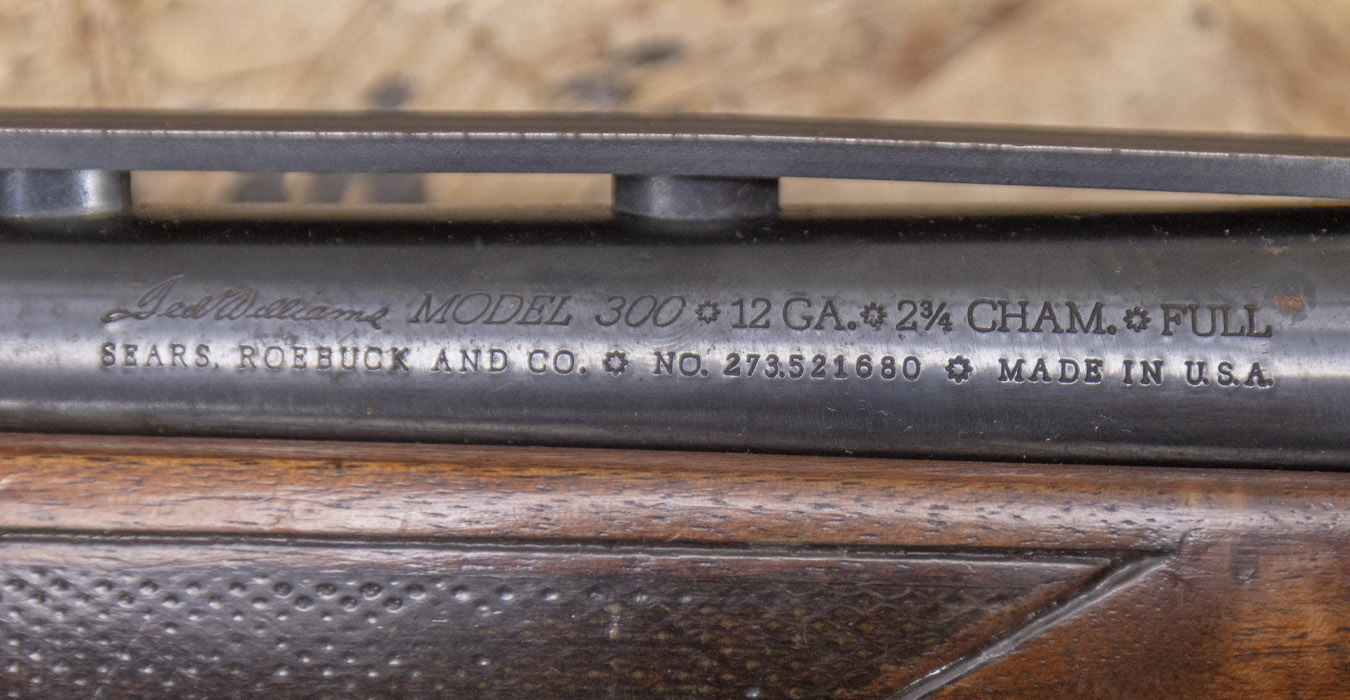 Ted Williams MODEL 300 * 12 GA. * 2¾ CHAM. * FULL
SEARS, ROEBUCK AND CO. * NO. 273.521680 * MADE IN U.S.A.